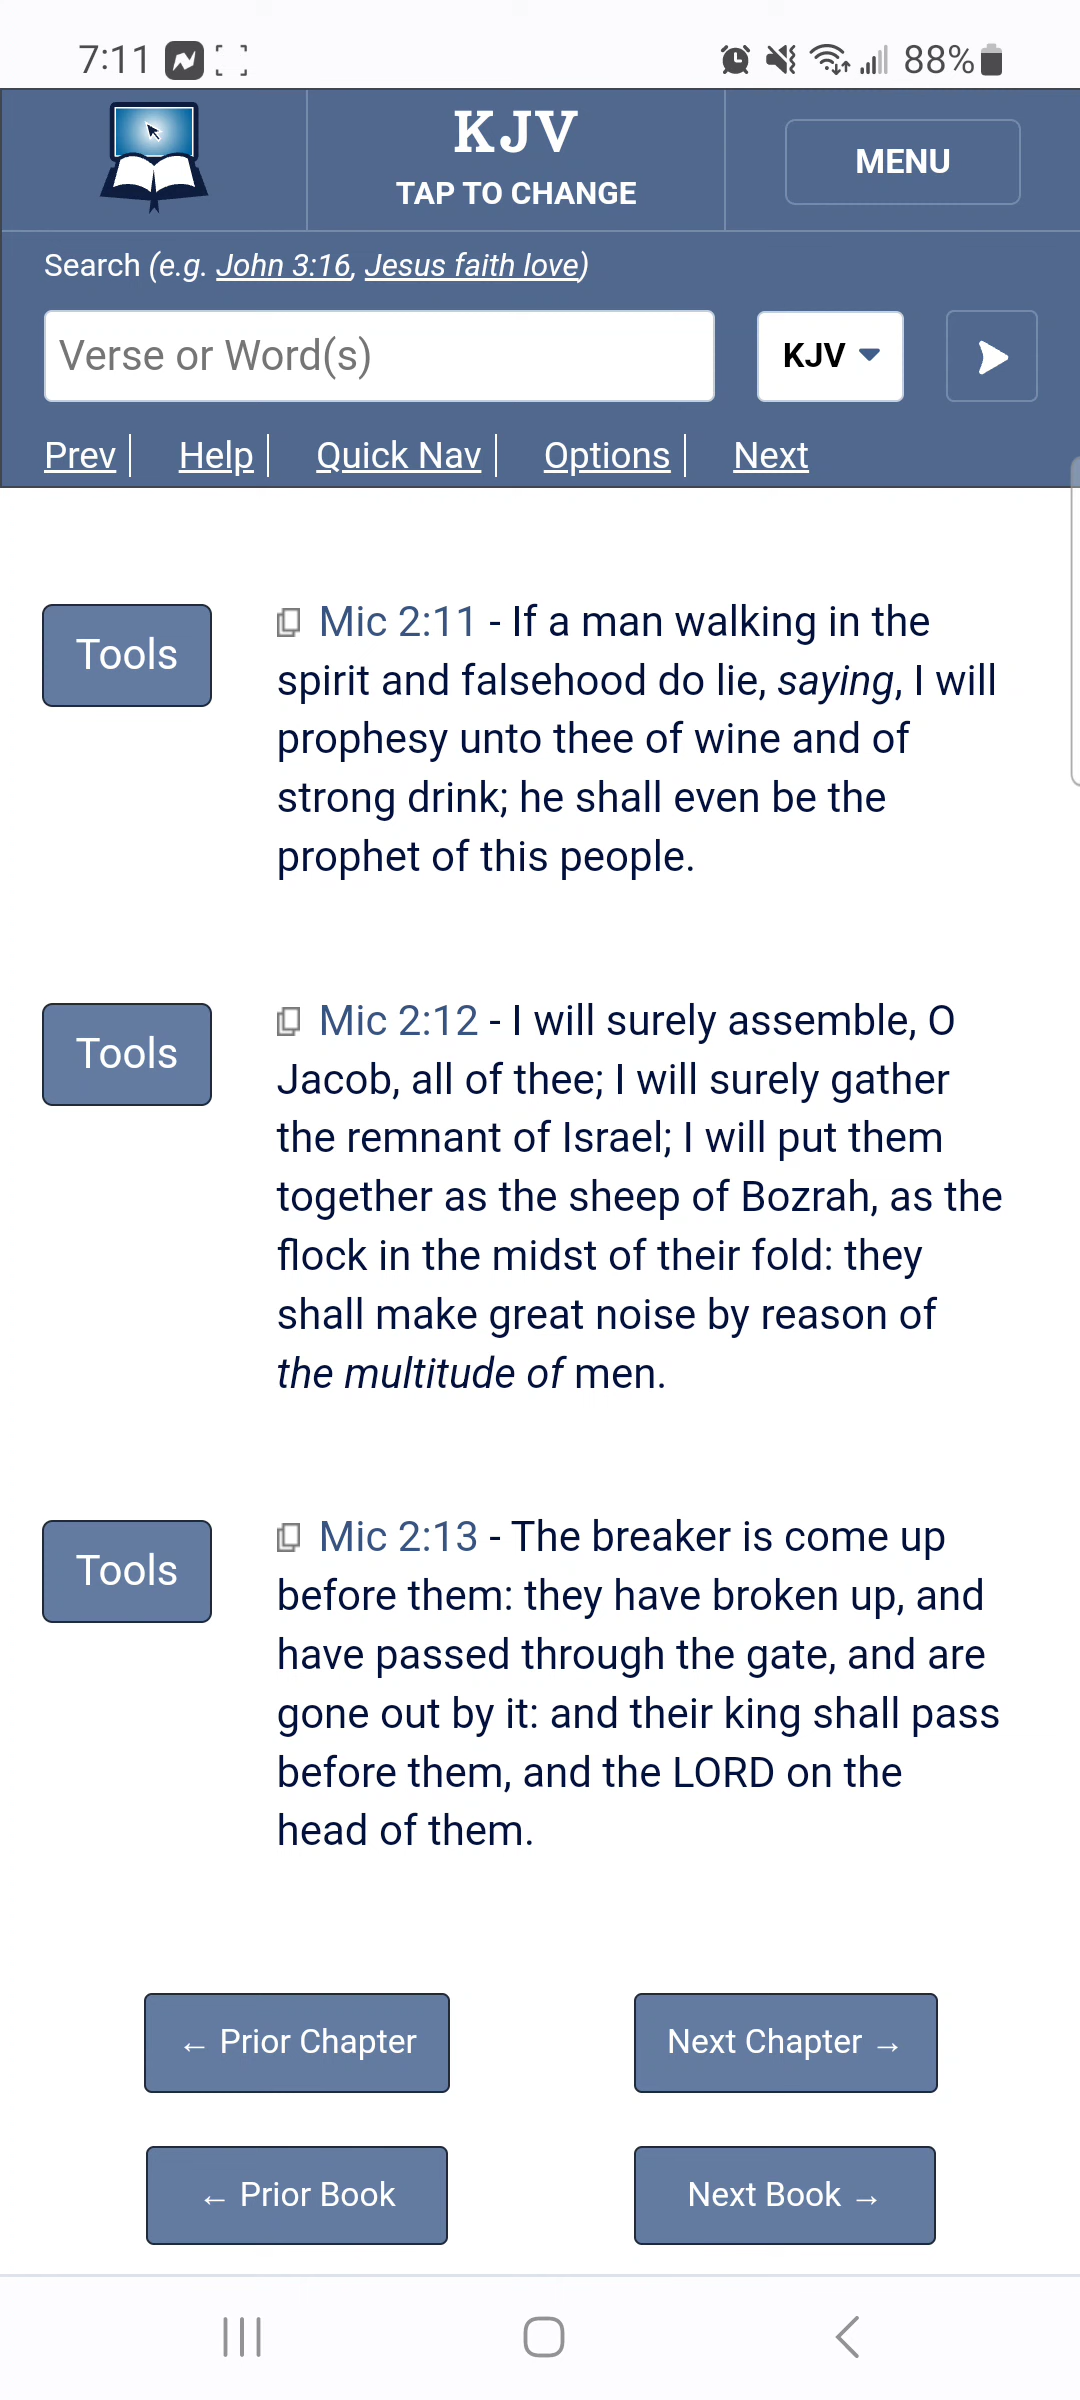 7:11
88%
KJV
TAP TO CHANGE
MENU
Search (e.g. John 3:16, Jesus faith love)
Verse or Word(s)
KJV
Prev | Help | Quick Nav | Options | Next
Tools
Mic 2:11 - If a man walking in the
spirit and falsehood do lie, saying, I will
prophesy unto thee of wine and of
strong drink; he shall even be the
prophet of this people.
Tools
Mic 2:12 - I will surely assemble, O
Jacob, all of thee; I will surely gather
the remnant of Israel; I will put them
together as the sheep of Bozrah, as the
flock in the midst of their fold: they
shall make great noise by reason of
the multitude of men.
Tools
Mic 2:13 - The breaker is come up
before them: they have broken up, and
have passed through the gate, and are
gone out by it: and their king shall pass
before them, and the LORD on the
head of them.
← Prior Chapter
Next Chapter →
← Prior Book
Next Book →